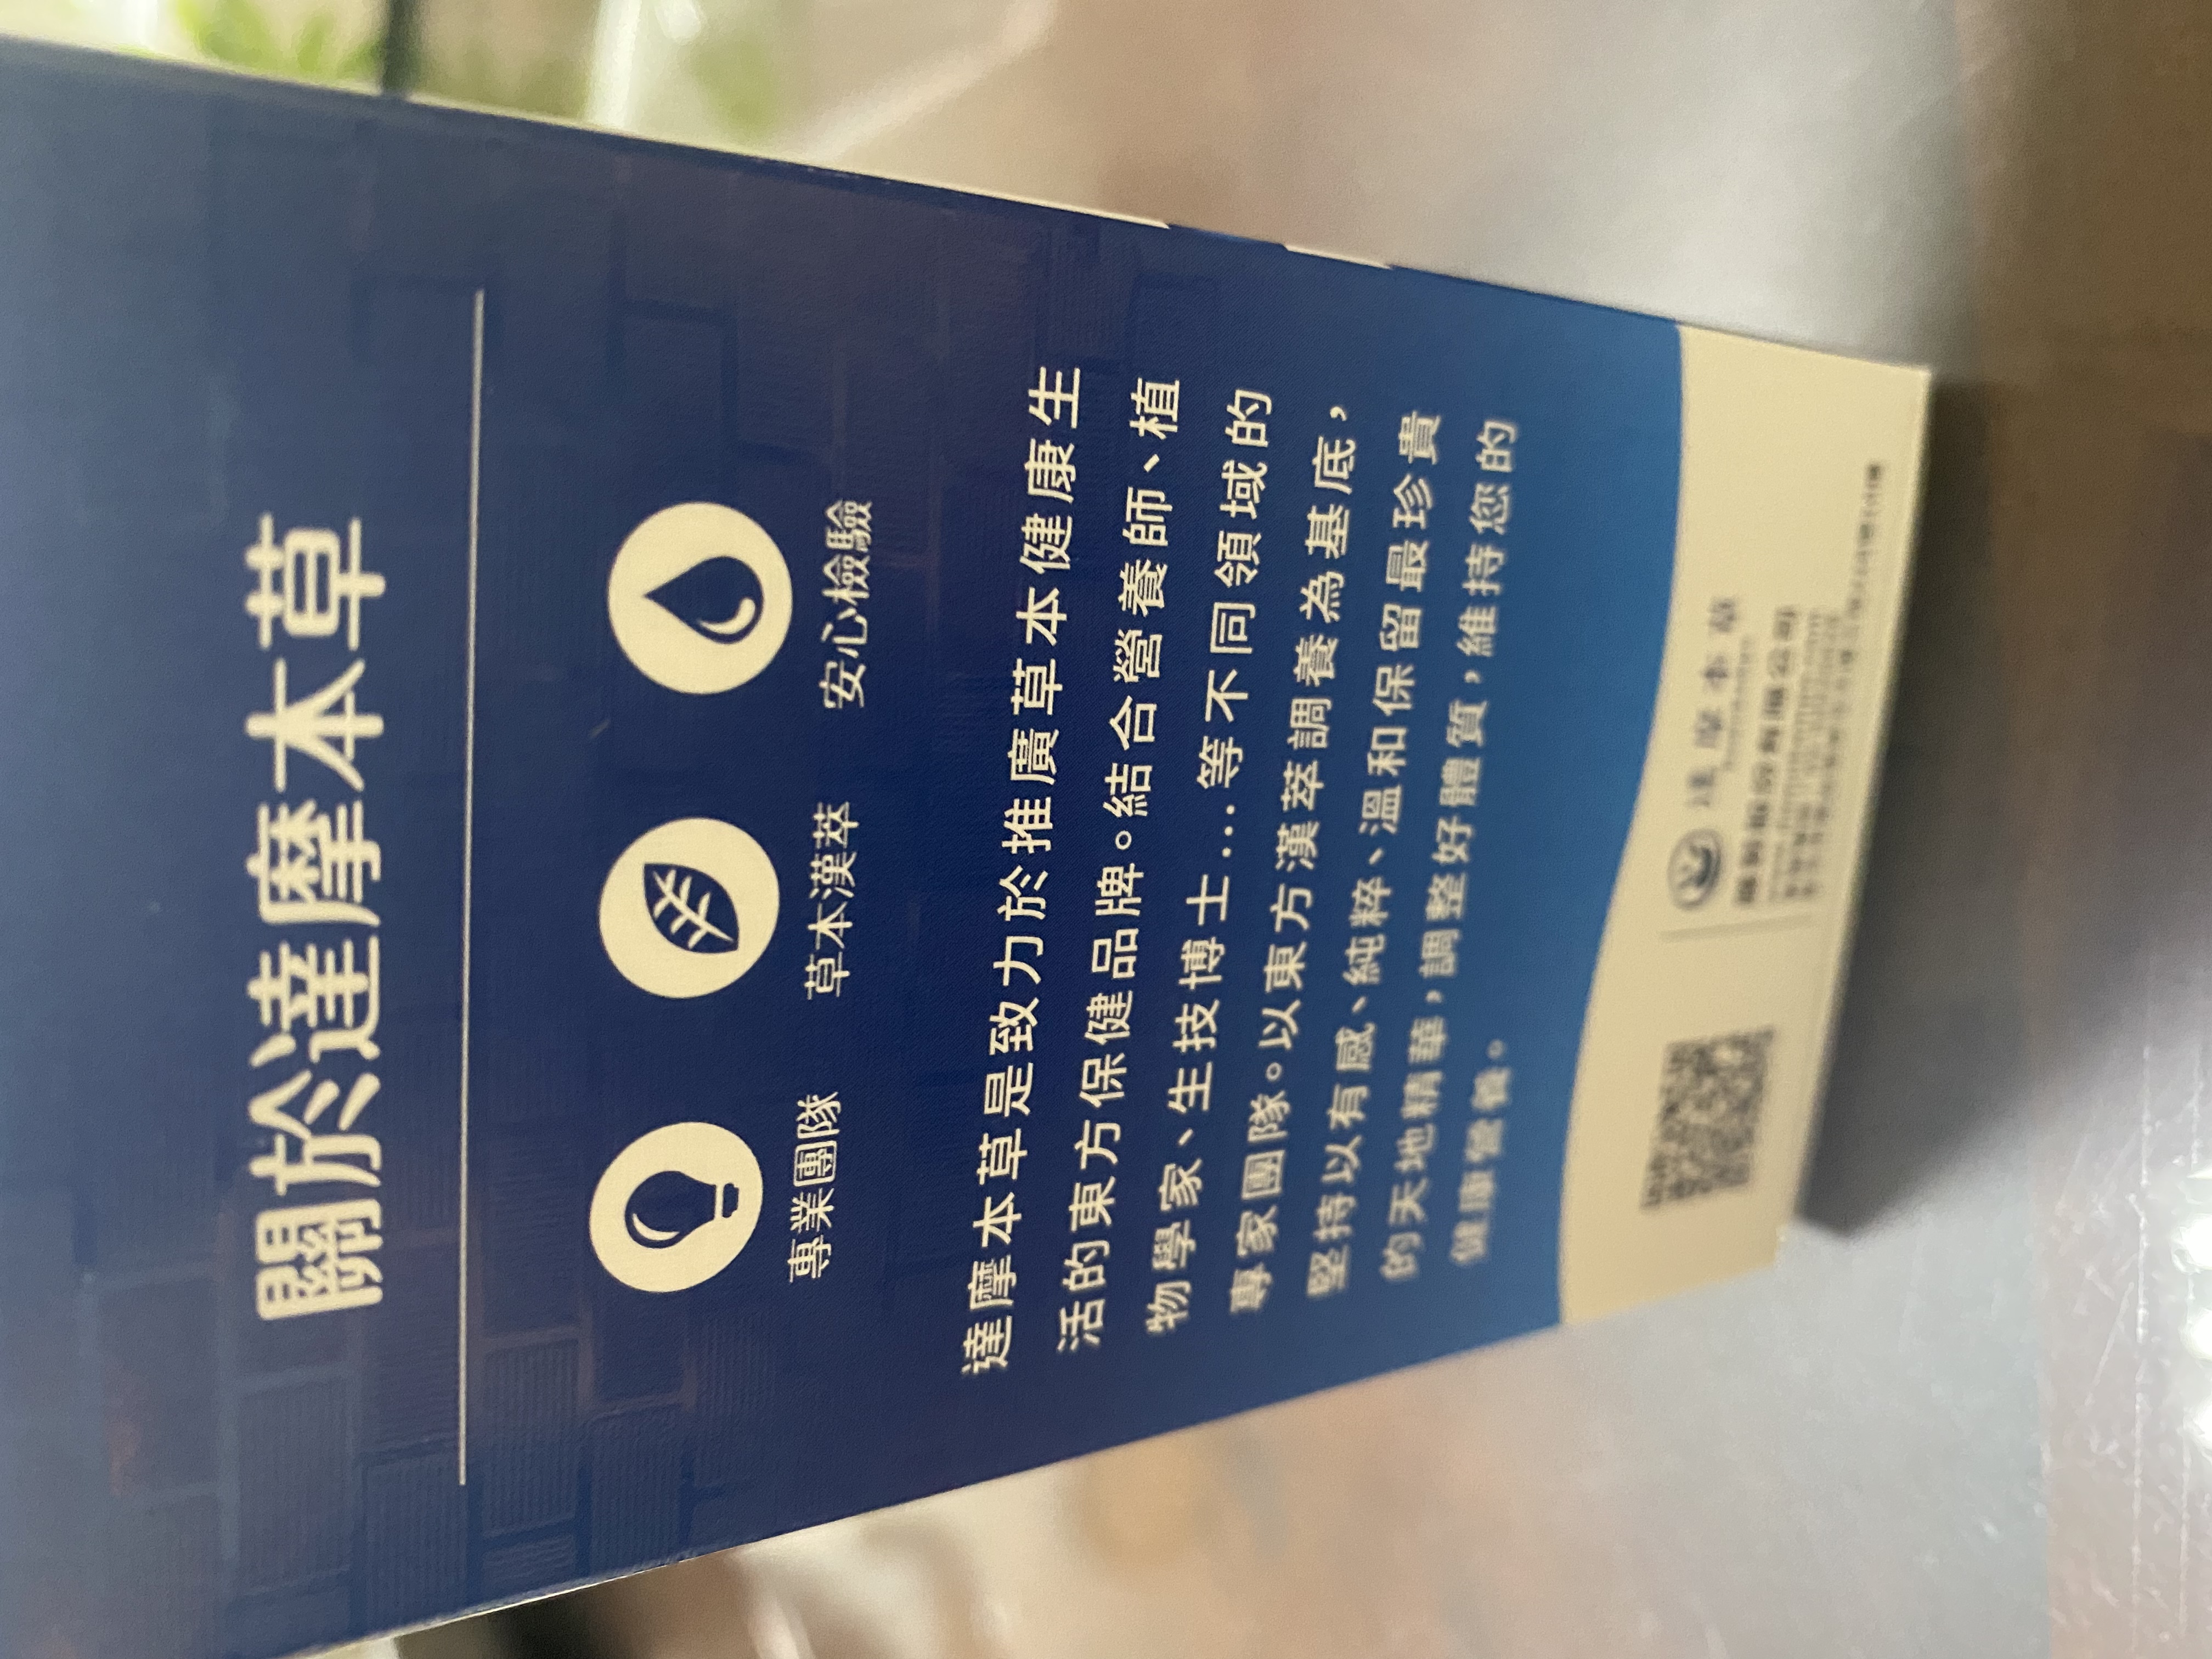 關於達摩本草
專業團隊
草本漢萃
安心檢驗
達摩本草是致力於推廣草本健康生
活的東方保健品牌。結合營養師、植
物學家、生技博士...等不同領域的
專家團隊。以東方漢萃調養為基底，
堅持以有感、純粹、溫和保留最珍貴
的天地精華，調整好體質，維持您的
健康營養。
達摩本草